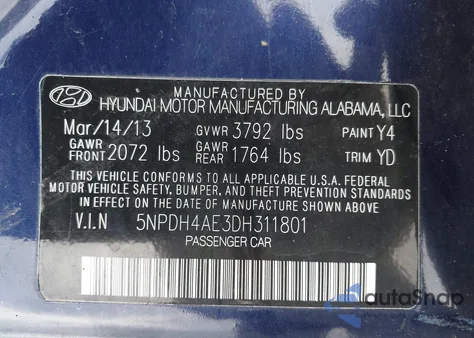 MANUFACTURED BY
HYUNDAI MOTOR MANUFACTURING ALABAMA, LLC
Mar/14/13 GVWR 3792 lbs PAINT Y4
GAWR FRONT 2072 lbs GAWR REAR 1764 lbs TRIM YD
THIS VEHICLE CONFORMS TO ALL APPLICABLE U.S.A. FEDERAL
MOTOR VEHICLE SAFETY, BUMPER, AND THEFT PREVENTION STANDARDS
IN EFFECT ON THE DATE OF MANUFACTURE SHOWN ABOVE.
V.I.N 5NPDH4AE3DH311801
PASSENGER CAR
autoSnap